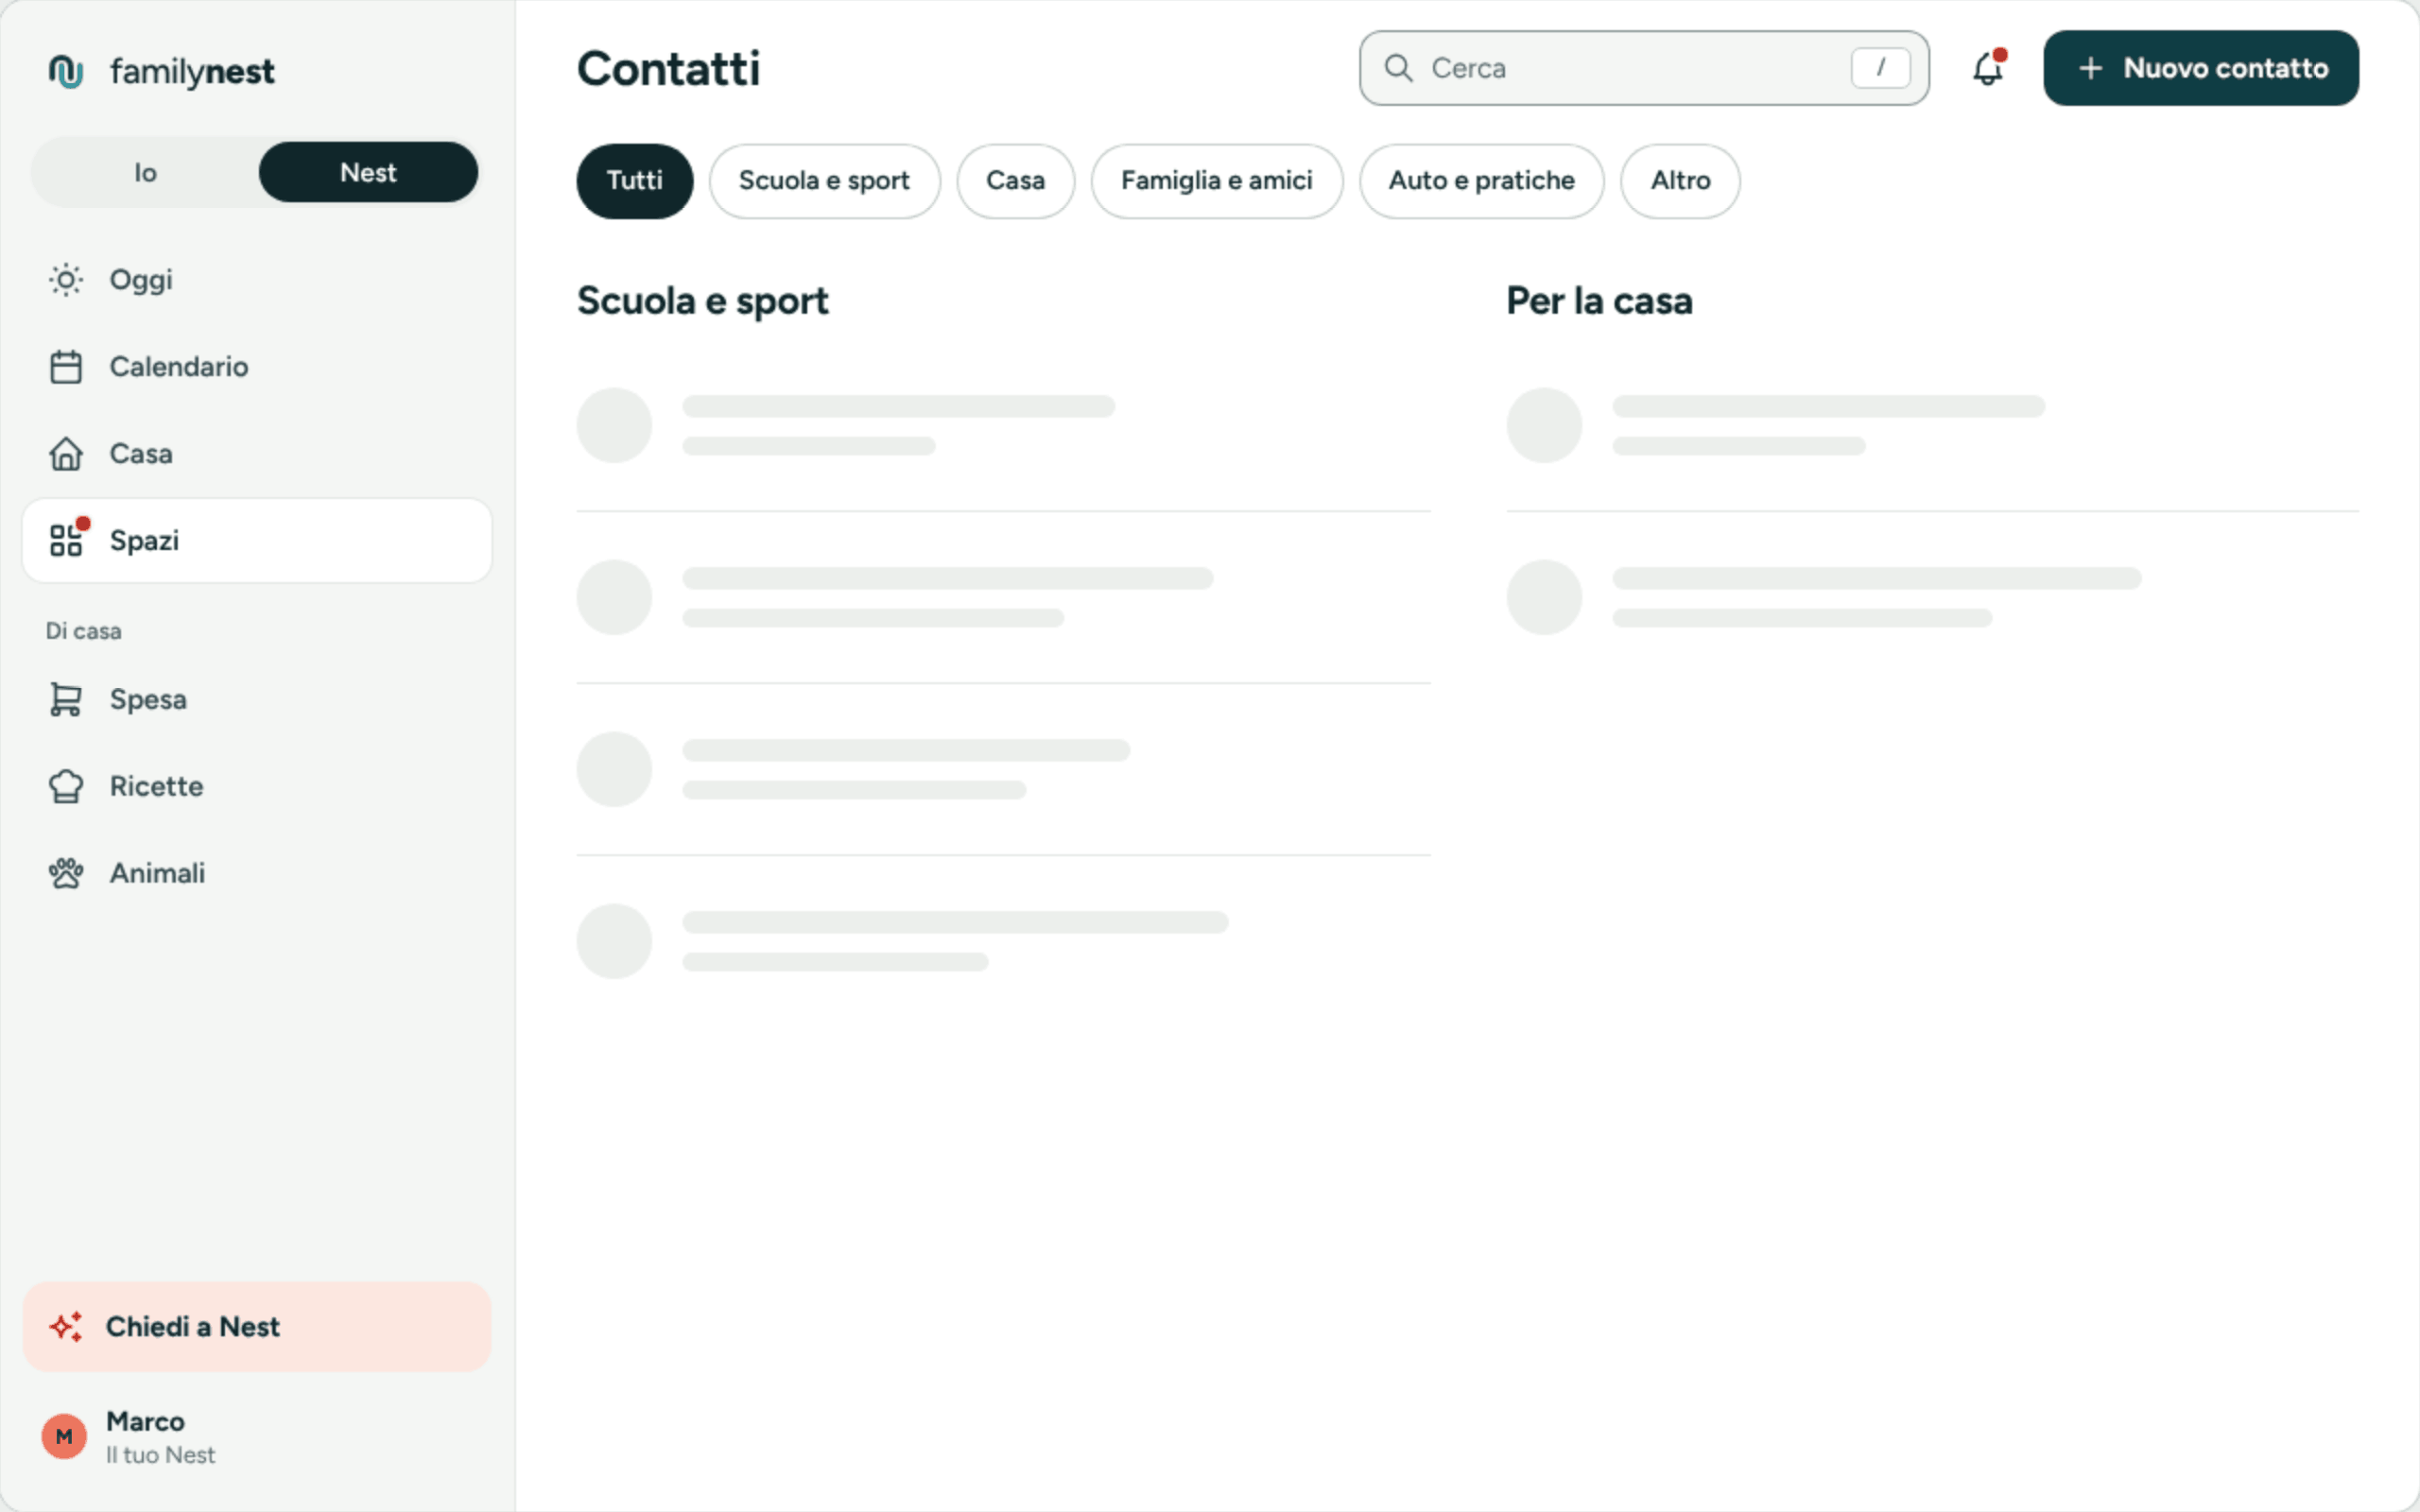 familynest
Io
Nest
Oggi
Calendario
Casa
Spazi
Di casa
Spesa
Ricette
Animali
Chiedi a Nest
M
Marco
Il tuo Nest
Contatti
Cerca
/
Nuovo contatto
Tutti
Scuola e sport
Casa
Famiglia e amici
Auto e pratiche
Altro
Scuola e sport
Per la casa